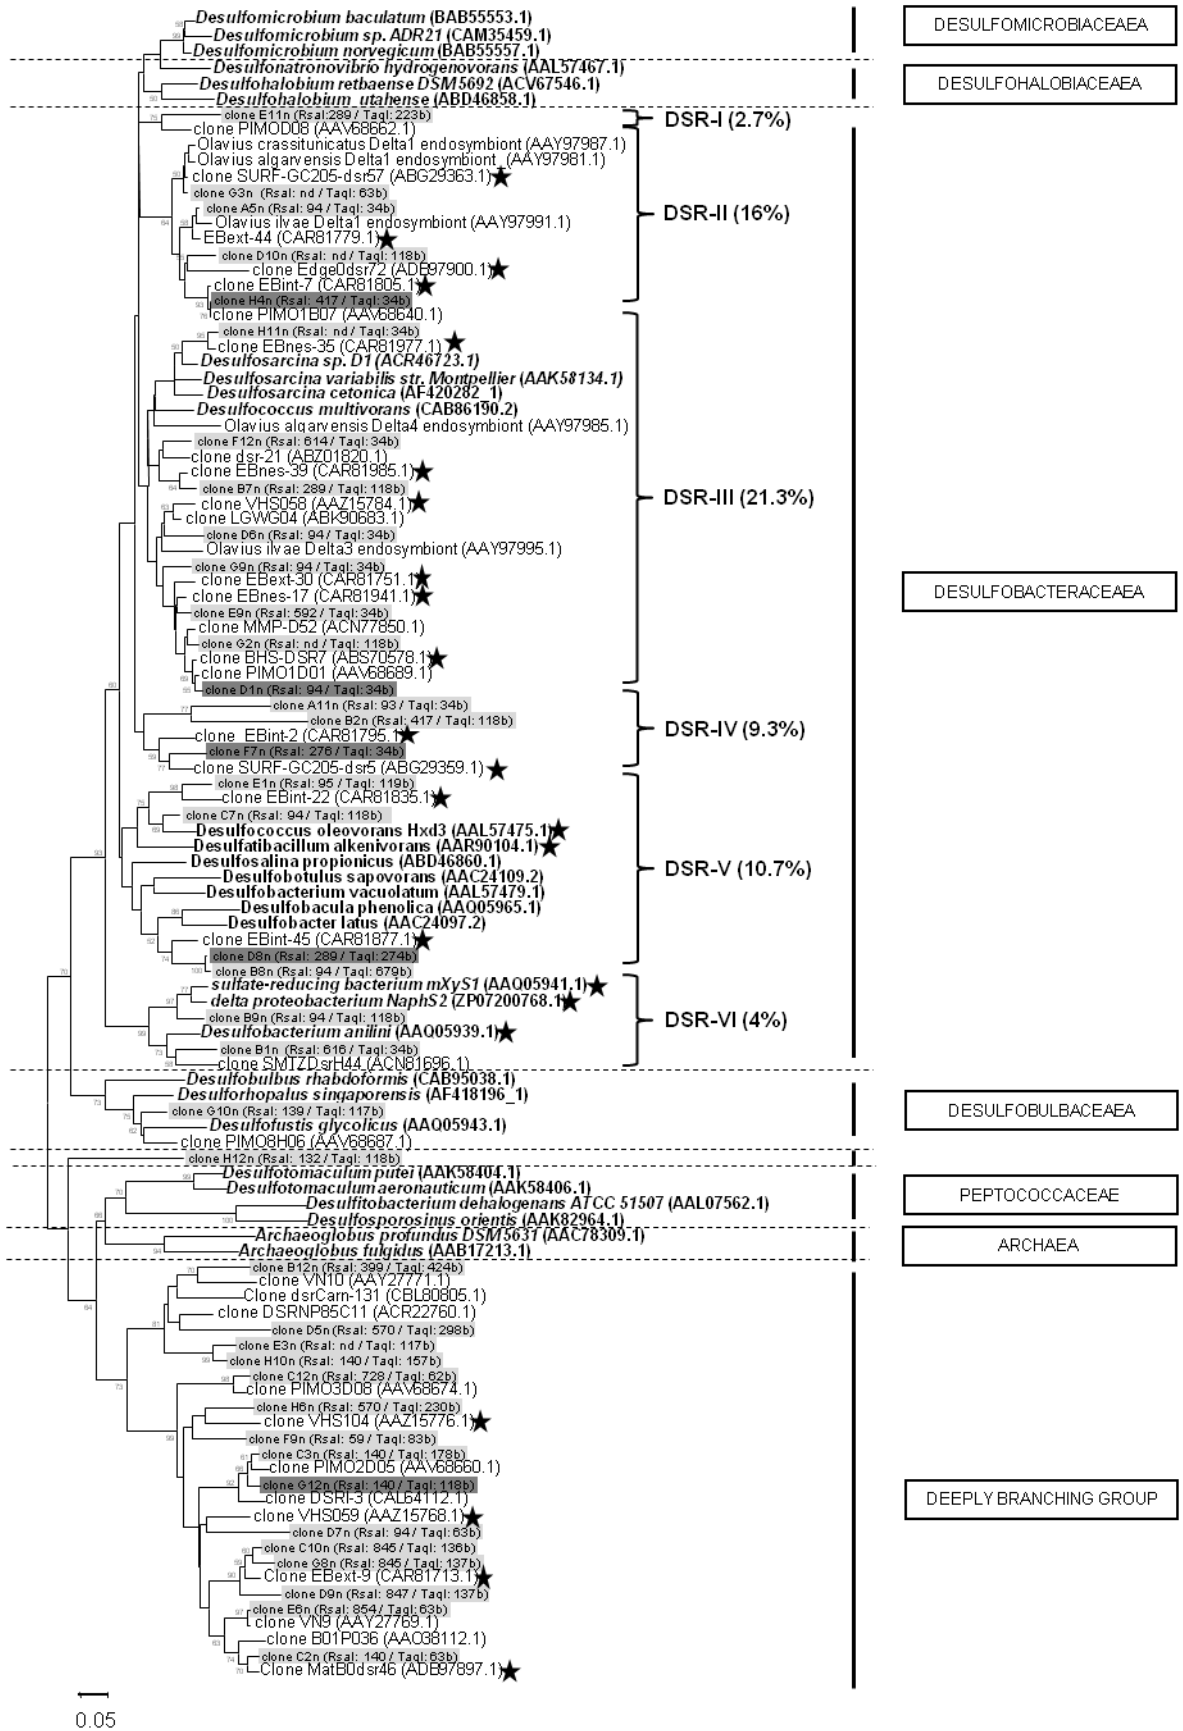 Desulfomicrobium baculatum (BAB55553.1)
Desulfomicrobium sp. ADR21 (CAM35459.1)
Desulfomicrobium norvegicum (BAB55557.1)
DESULFOMICROBIACEAEA
Desulfonatronovibrio hydrogenovorans (AAL57467.1)
Desulfohalobium retbaense DSM5692 (ACV67546.1)
Desulfohalobium utahense (ABD46858.1)
DESULFOHALOBIACEAEA
clone E11n (RsaI:289 / TaqI: 223b)
DSR-I (2.7%)
clone PIMOD08 (AAV68662.1)
Olavius crassitunicatus Delta1 endosymbiont (AAY97987.1)
Olavius algarvensis Delta1 endosymbiont (AAY97981.1)
clone SURF-GC205-dsr57 (ABG29363.1)
clone G3n (RsaI: nd / TaqI: 63b)
clone A5n (RsaI: 94 / TaqI: 34b)
DSR-II (16%)
Olavius ilvae Delta1 endosymbiont (AAY97991.1)
EBext-44 (CAR81779.1)
clone D10n (RsaI: nd / TaqI: 118b)
clone Edge0dsr72 (ADB97900.1)
clone EBint-7 (CAR81805.1)
clone H4n (RsaI: 417 / TaqI: 34b)
clone PIMO1B07 (AAV68640.1)
clone H11n (RsaI: nd / TaqI: 34b)
clone EBnes-35 (CAR81977.1)
Desulfosarcina sp. D1 (ACR46723.1)
Desulfosarcina variabilis str. Montpellier (AAK58134.1)
Desulfosarcina cetonica (AF420282_1)
Desulfococcus multivorans (CAB86190.2)
Olavius algarvensis Delta4 endosymbiont (AAY97985.1)
clone F12n (RsaI: 614 / TaqI: 34b)
clone dsr-21 (ABZ01820.1)
clone EBnes-39 (CAR81985.1)
clone B7n (RsaI: 289 / TaqI: 118b)
DSR-III (21.3%)
clone VHS058 (AAZ15784.1)
clone LGWG04 (ABK90683.1)
clone D6n (RsaI: 94 / TaqI: 34b)
Olavius ilvae Delta3 endosymbiont (AAY97995.1)
clone G9n (RsaI: 94 / TaqI: 34b)
clone EBext-30 (CAR81751.1)
DESULFOBACTERACEAEA
clone EBnes-17 (CAR81941.1)
clone E9n (RsaI: 592 / TaqI: 34b)
clone MMP-D52 (ACN77850.1)
clone G2n (RsaI: nd / TaqI: 118b)
clone BHS-DSR7 (ABS70578.1)
clone PIMO1D01 (AAV68689.1)
clone D1n (RsaI: 94 / TaqI: 34b)
clone A11n (RsaI: 93 / TaqI: 34b)
clone B2n (RsaI: 417 / TaqI: 118b)
DSR-IV (9.3%)
clone EBint-2 (CAR81795.1)
clone F7n (RsaI: 276 / TaqI: 34b)
clone SURF-GC205-dsr5 (ABG29359.1)
clone E1n (RsaI: 95 / TaqI: 119b)
clone EBint-22 (CAR81835.1)
clone C7n (RsaI: 94 / TaqI: 118b)
Desulfococcus oleovorans Hxd3 (AAL57475.1)
Desulfatibacillum alkenivorans (AAR90104.1)
Desulfosalina propionicus (ABD46860.1)
DSR-V (10.7%)
Desulfobotulus sapovorans (AAC24109.2)
Desulfobacterium vacuolatum (AAL57479.1)
Desulfobacula phenolica (AAQ05965.1)
Desulfobacter latus (AAC24097.2)
clone EBint-45 (CAR81877.1)
clone D8n (RsaI: 289 / TaqI: 274b)
clone B8n (RsaI: 94 / TaqI: 679b)
sulfate-reducing bacterium mXyS1 (AAQ05941.1)
delta proteobacterium NaphS2 (ZP07200768.1)
clone B9n (RsaI: 94 / TaqI: 118b)
DSR-VI (4%)
Desulfobacterium anilini (AAQ05939.1)
clone B1n (RsaI: 616 / TaqI: 34b)
clone SMTZDsrH44 (ACN81696.1)
Desulfobulbus rhabdoformis (CAB95038.1)
Desulforhopalus singaporensis (AF418196_1)
clone G10n (RsaI: 139 / TaqI: 117b)
DESULFOBULBACEAEA
Desulfofustis glycolicus (AAQ05943.1)
clone PIMO8H06 (AAV68687.1)
clone H12n (RsaI: 132 / TaqI: 118b)
Desulfotomaculum putei (AAK58404.1)
Desulfotomaculum aeronauticum (AAK58406.1)
PEPTOCOCCACEAE
Desulfitobacterium dehalogenans ATCC 51507 (AAL07562.1)
Desulfosporosinus orientis (AAK82964.1)
Archaeoglobus profundus DSM5631 (AAC78309.1)
ARCHAEA
Archaeoglobus fulgidus (AAB17213.1)
clone B12n (RsaI: 399 / TaqI: 424b)
clone VN10 (AAY27771.1)
Clone dsrCarn-131 (CBL80805.1)
clone DSRNP85C11 (ACR22760.1)
clone D5n (RsaI: 570 / TaqI: 298b)
clone E3n (RsaI: nd / TaqI: 117b)
clone H10n (RsaI: 140 / TaqI: 157b)
clone C12n (RsaI: 728 / TaqI: 62b)
clone PIMO3D08 (AAV68674.1)
clone H6n (RsaI: 570 / TaqI: 230b)
clone VHS104 (AAZ15776.1)
clone F9n (RsaI: 59 / TaqI: 83b)
clone C3n (RsaI: 140 / TaqI: 178b)
clone PIMO2D05 (AAV68660.1)
clone G12n (RsaI: 140 / TaqI: 118b)
clone DSRI-3 (CAL64112.1)
DEEPLY BRANCHING GROUP
clone VHS059 (AAZ15768.1)
clone D7n (RsaI: 94 / TaqI: 63b)
clone C10n (RsaI: 845 / TaqI: 136b)
clone G8n (RsaI: 845 / TaqI: 137b)
Clone EBext-9 (CAR81713.1)
clone D9n (RsaI: 847 / TaqI: 137b)
clone E6n (RsaI: 854 / TaqI: 63b)
clone VN9 (AAY27769.1)
clone B01P036 (AAO38112.1)
clone C2n (RsaI: 140 / TaqI: 63b)
Clone MatB0dsr46 (ADB97897.1)
0.05